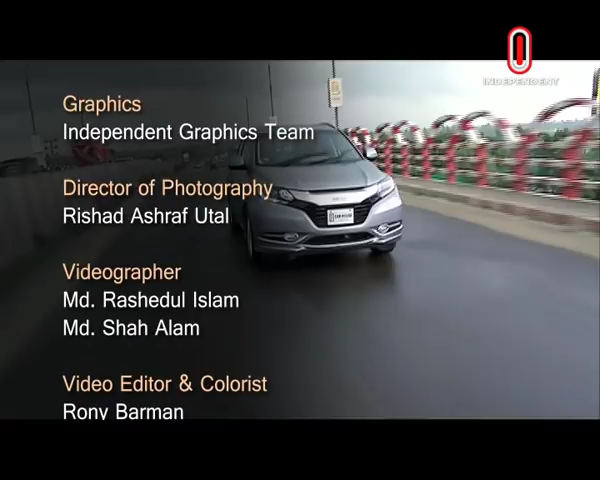 INDEPENDENT
Graphics
Independent Graphics Team
Director of Photography
Rishad Ashraf Utal
Videographer
Md. Rashedul Islam
Md. Shah Alam
Video Editor & Colorist
Rony Barman